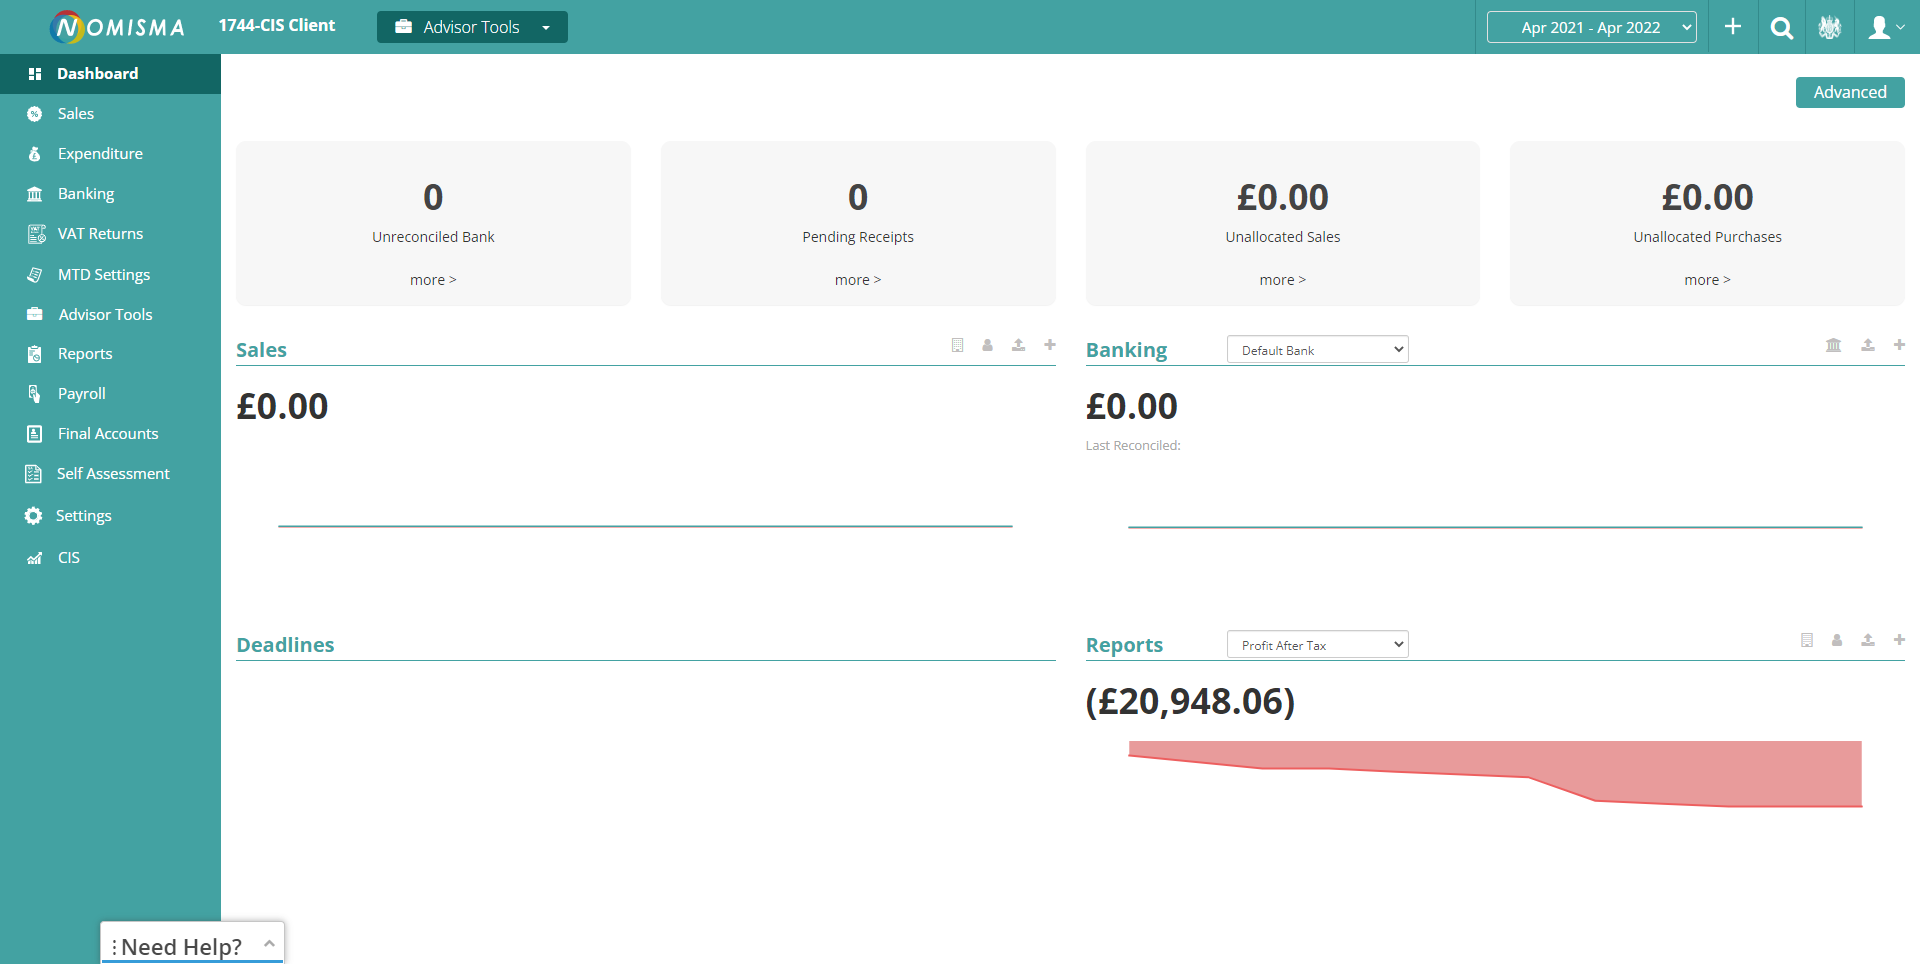 NOMISMA
1744-CIS Client
Advisor Tools
Apr 2021 - Apr 2022
Dashboard
Sales
Expenditure
Banking
VAT Returns
MTD Settings
Advisor Tools
Reports
Payroll
Final Accounts
Self Assessment
Settings
CIS
Advanced
0
Unreconciled Bank
more >
0
Pending Receipts
more >
£0.00
Unallocated Sales
more >
£0.00
Unallocated Purchases
more >
Sales
£0.00
Banking
Default Bank
£0.00
Last Reconciled:
Deadlines
Reports
Profit After Tax
(£20,948.06)
Need Help?